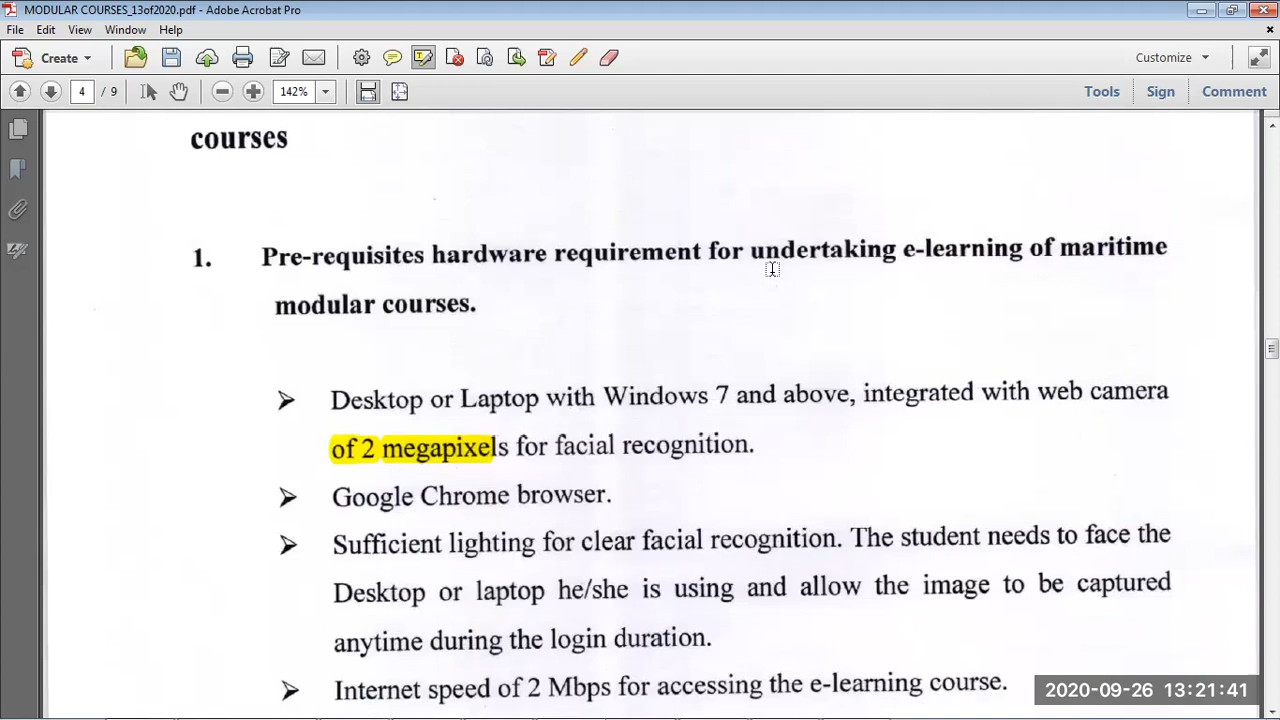 MODULAR COURSES_13of2020.pdf - Adobe Acrobat Pro
File Edit View Window Help
Create Customize
4 / 9 142% Tools Sign Comment
courses
1. Pre-requisites hardware requirement for undertaking e-learning of maritime
modular courses.
➢ Desktop or Laptop with Windows 7 and above, integrated with web camera
of 2 megapixels for facial recognition.
➢ Google Chrome browser.
➢ Sufficient lighting for clear facial recognition. The student needs to face the
Desktop or laptop he/she is using and allow the image to be captured
anytime during the login duration.
➢ Internet speed of 2 Mbps for accessing the e-learning course.
2020-09-26 13:21:41